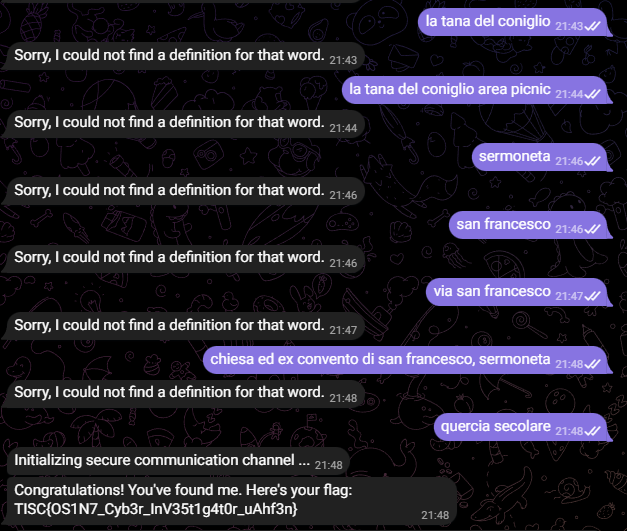 la tana del coniglio 21:43
Sorry, I could not find a definition for that word. 21:43
la tana del coniglio area picnic 21:44
Sorry, I could not find a definition for that word. 21:44
sermoneta 21:46
Sorry, I could not find a definition for that word. 21:46
san francesco 21:46
Sorry, I could not find a definition for that word. 21:46
via san francesco 21:47
Sorry, I could not find a definition for that word. 21:47
chiesa ed ex convento di san francesco, sermoneta 21:48
Sorry, I could not find a definition for that word. 21:48
quercia secolare 21:48
Initializing secure communication channel ... 21:48
Congratulations! You've found me. Here's your flag:
TISC{OS1N7_Cyb3r_InV35t1g4t0r_uAhf3n} 21:48